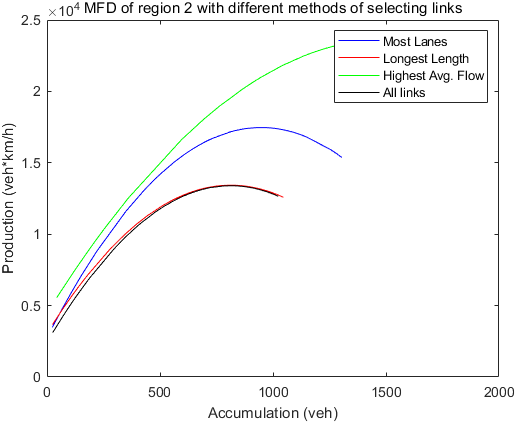 ×10⁴ MFD of region 2 with different methods of selecting links
2.5
2
1.5
1
0.5
0
Production (veh*km/h)
Most Lanes
Longest Length
Highest Avg. Flow
All links
0 500 1000 1500 2000
Accumulation (veh)